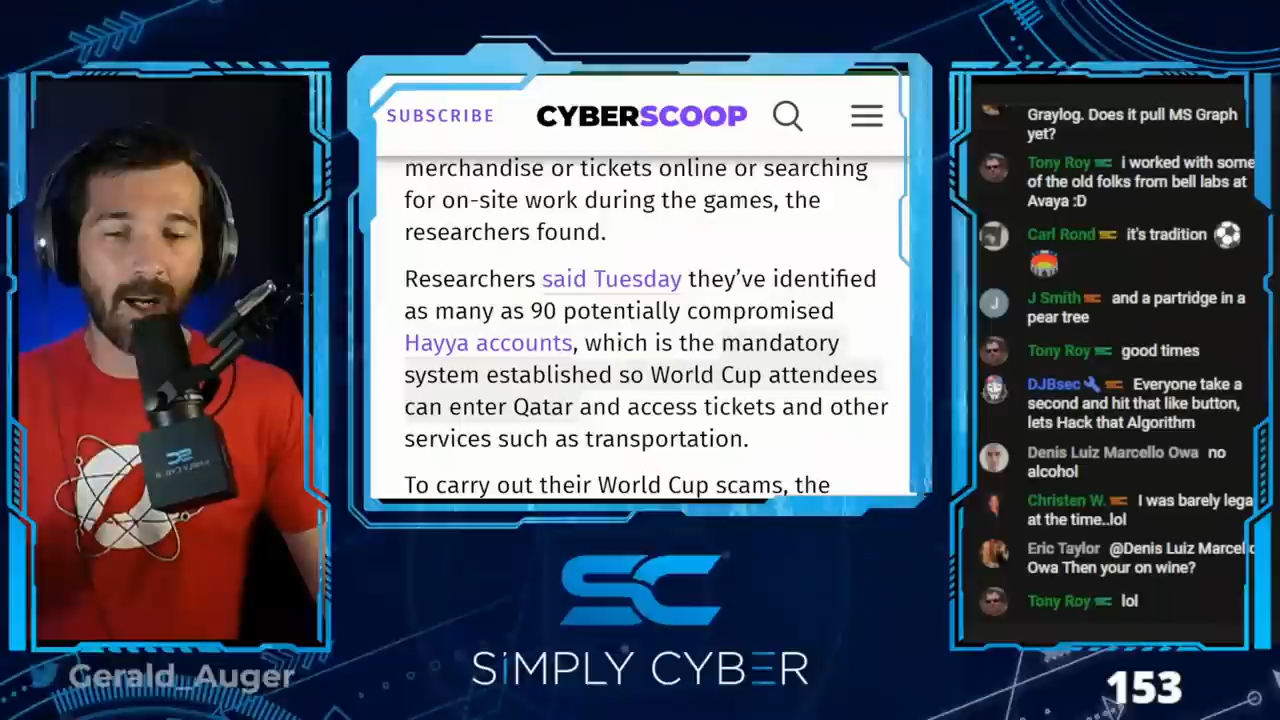 SUBSCRIBE
CYBERSCOOP
merchandise or tickets online or searching
for on-site work during the games, the
researchers found.
Researchers said Tuesday they've identified
as many as 90 potentially compromised
Hayya accounts, which is the mandatory
system established so World Cup attendees
can enter Qatar and access tickets and other
services such as transportation.
To carry out their World Cup scams, the
SC
SIMPLY CYBER
Gerald_Auger
Graylog. Does it pull MS Graph
yet?
Tony Roy i worked with some
of the old folks from bell labs at
Avaya :D
Carl Rond it's tradition
J
J Smith and a partridge in a
pear tree
Tony Roy good times
DJBsec Everyone take a
second and hit that like button,
lets Hack that Algorithm
Denis Luiz Marcello Owa no
alcohol
Christen W. I was barely lega
at the time..lol
Eric Taylor @Denis Luiz Marcello
Owa Then your on wine?
Tony Roy lol
153